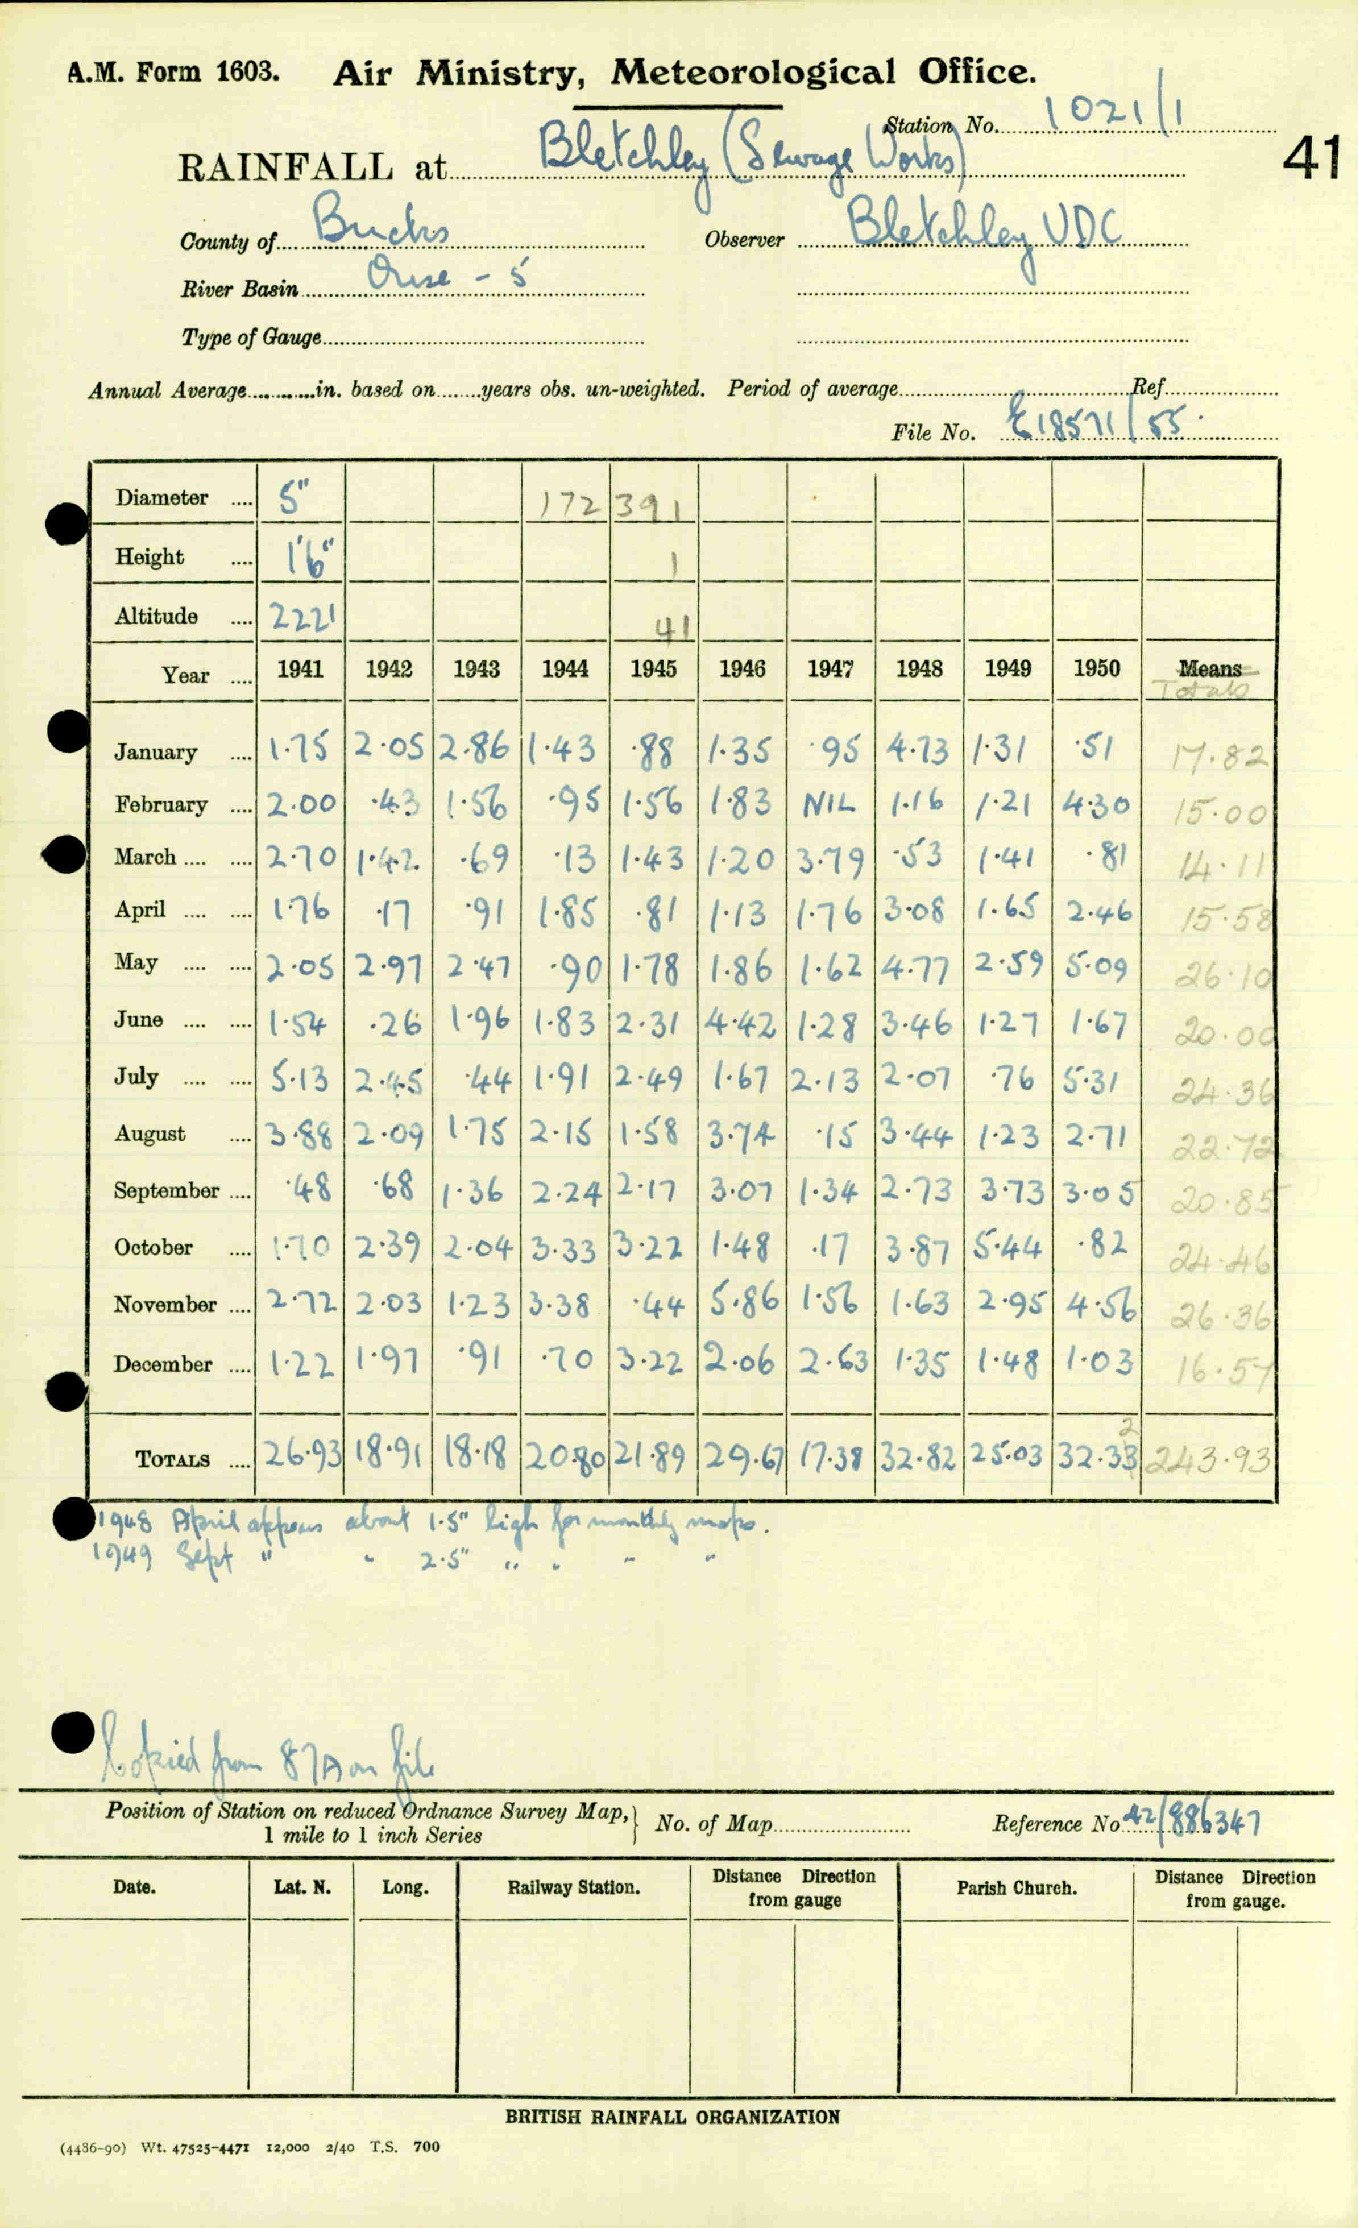 A.M. Form 1603. Air Ministry, Meteorological Office.
Station No. 1021/1
RAINFALL at Bletchley (Sewage Works)
41
County of Bucks Observer Bletchley UDC
River Basin Ouse - 5
Type of Gauge
Annual Average in. based on years obs. un-weighted. Period of average Ref
File No. E18571/55.
Diameter 5" 172 391
Height 1'6" 1
Altitude 222' 41
Year 1941 1942 1943 1944 1945 1946 1947 1948 1949 1950 Means
Totals
January 1.75 2.05 2.86 1.43 .88 1.35 .95 4.73 1.31 .51 17.82
February 2.00 .43 1.56 .95 1.56 1.83 NIL 1.16 1.21 4.30 15.00
March 2.70 1.42 .69 .13 1.43 1.20 3.79 .53 1.41 .81 14.11
April 1.76 .17 .91 1.85 .81 1.13 1.76 3.08 1.65 2.46 15.58
May 2.05 2.97 2.47 .90 1.78 1.86 1.62 4.77 2.59 5.09 26.10
June 1.54 .26 1.96 1.83 2.31 4.42 1.28 3.46 1.27 1.67 20.00
July 5.13 2.45 .44 1.91 2.49 1.67 2.13 2.07 .76 5.31 24.36
August 3.88 2.09 1.75 2.15 1.58 3.74 .15 3.44 1.23 2.71 22.72
September .48 .68 1.36 2.24 2.17 3.07 1.34 2.73 3.73 3.05 20.85
October 1.70 2.39 2.04 3.33 3.22 1.48 .17 3.87 5.44 .82 24.46
November 2.72 2.03 1.23 3.38 .44 5.86 1.56 1.63 2.95 4.56 26.36
December 1.22 1.97 .91 .70 3.22 2.06 2.63 1.35 1.48 1.03 16.57
2
TOTALS 26.93 18.91 18.18 20.80 21.89 29.67 17.38 32.82 25.03 32.33 243.93
1948 April appears about 1.5" high for monthly maps.
1949 Sept " " 2.5" " " " "
Copied from 87A on file
Position of Station on reduced Ordnance Survey Map, No. of Map Reference No 42/886347
1 mile to 1 inch Series
Date. Lat. N. Long. Railway Station. Distance from gauge Direction Parish Church. Distance from gauge. Direction
BRITISH RAINFALL ORGANIZATION
(4486-90) Wt. 47525-4471 12,000 2/40 T.S. 700